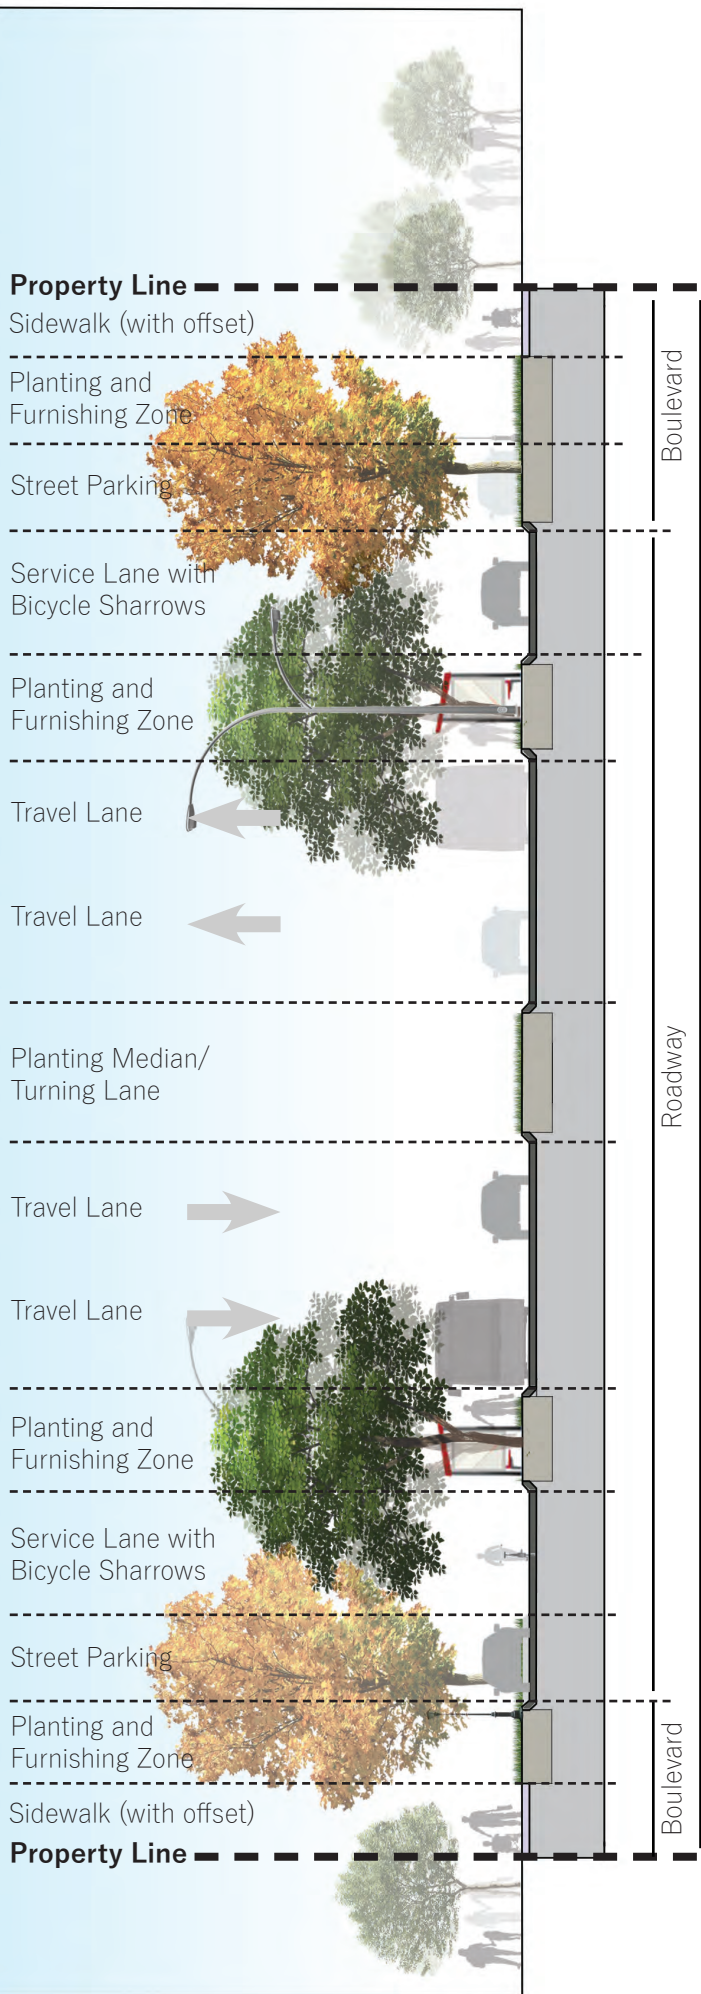 Property Line
Sidewalk (with offset)
Planting and
Furnishing Zone
Street Parking
Service Lane with
Bicycle Sharrows
Planting and
Furnishing Zone
Travel Lane
Travel Lane
Planting Median/
Turning Lane
Travel Lane
Travel Lane
Planting and
Furnishing Zone
Service Lane with
Bicycle Sharrows
Street Parking
Planting and
Furnishing Zone
Sidewalk (with offset)
Property Line
Boulevard
Roadway
Boulevard